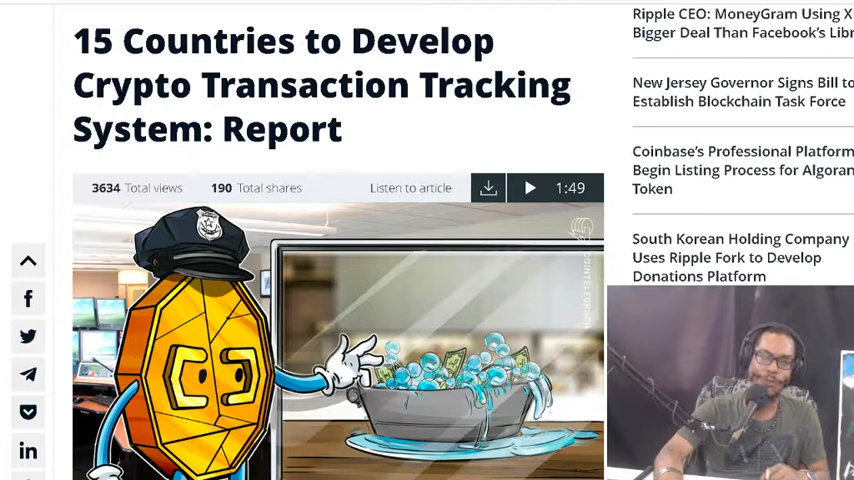 15 Countries to Develop
Crypto Transaction Tracking
System: Report
3634 Total views
190 Total shares
Listen to article
1:49
COINTELEGRAPH
Ripple CEO: MoneyGram Using X
Bigger Deal Than Facebook's Libr
New Jersey Governor Signs Bill to
Establish Blockchain Task Force
Coinbase's Professional Platform
Begin Listing Process for Algoran
Token
South Korean Holding Company
Uses Ripple Fork to Develop
Donations Platform